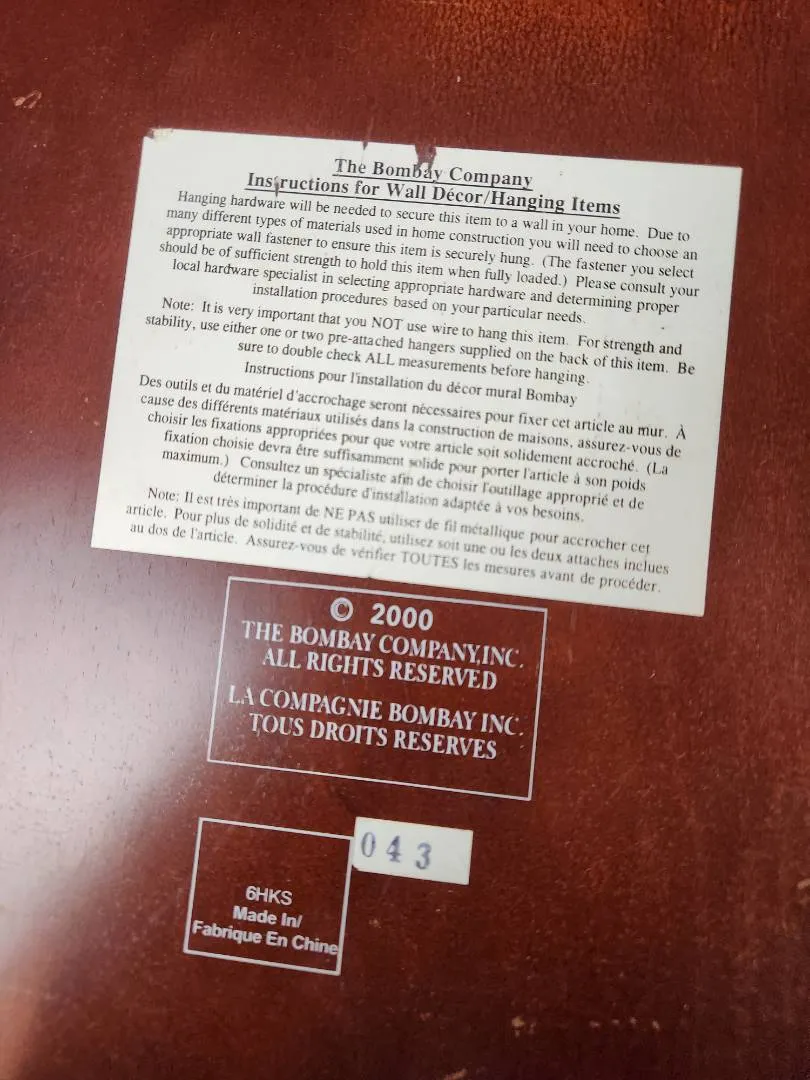 The Bombay Company
Instructions for Wall Décor/Hanging Items
Hanging hardware will be needed to secure this item to a wall in your home. Due to
many different types of materials used in home construction you will need to choose an
appropriate wall fastener to ensure this item is securely hung. (The fastener you select
should be of sufficient strength to hold this item when fully loaded.) Please consult your
local hardware specialist in selecting appropriate hardware and determining proper
installation procedures based on your particular needs.
Note: It is very important that you NOT use wire to hang this item. For strength and
stability, use either one or two pre-attached hangers supplied on the back of this item. Be
sure to double check ALL measurements before hanging.
Instructions pour l'installation du décor mural Bombay
Des outils et du matériel d'accrochage seront nécessaires pour fixer cet article au mur. À
cause des différents matériaux utilisés dans la construction de maisons, assurez-vous de
choisir les fixations appropriées pour que votre article soit solidement accroché. (La
fixation choisie devra être suffisamment solide pour porter l'article à son poids
maximum.) Consultez un spécialiste afin de choisir l'outillage approprié et de
déterminer la procédure d'installation adaptée à vos besoins.
Note: Il est très important de NE PAS utiliser de fil métallique pour accrocher cet
article. Pour plus de solidité et de stabilité, utilisez soit une ou les deux attaches inclues
au dos de l'article. Assurez-vous de vérifier TOUTES les mesures avant de procéder.
© 2000
THE BOMBAY COMPANY,INC.
ALL RIGHTS RESERVED
LA COMPAGNIE BOMBAY INC.
TOUS DROITS RESERVES
043
6HKS
Made In/
Fabrique En Chine